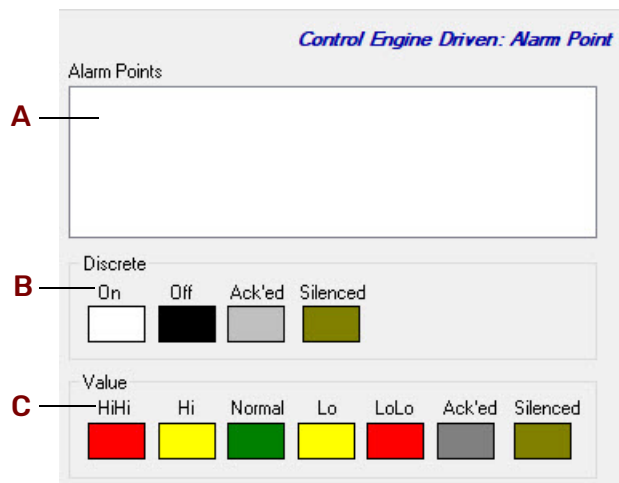 Control Engine Driven: Alarm Point
Alarm Points
A
Discrete
B
On Off Ack'ed Silenced
Value
C
HiHi Hi Normal Lo LoLo Ack'ed Silenced